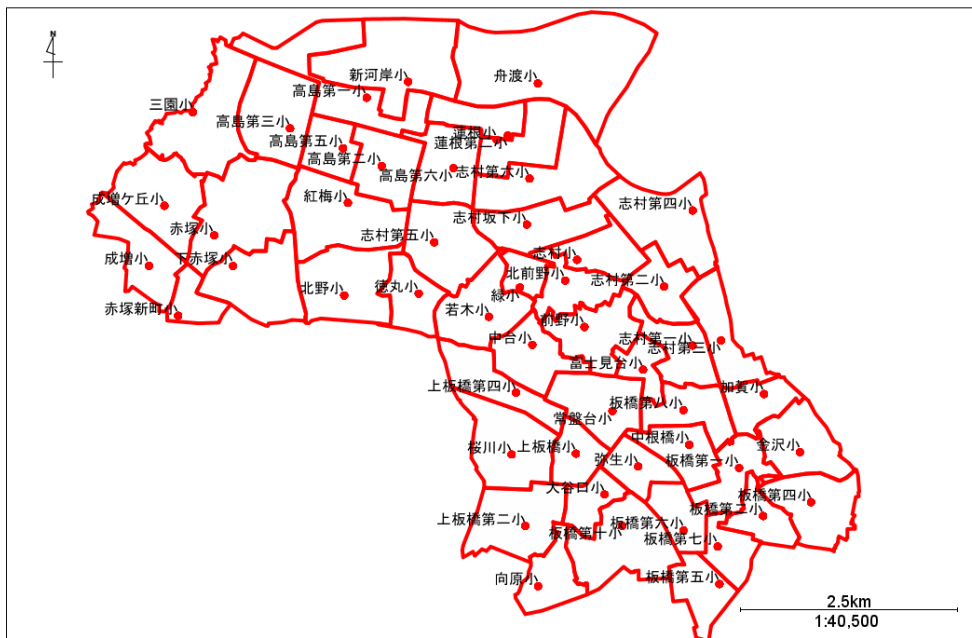 N
新河岸小
舟渡小
高島第一小
三園小
高島第三小
蓮根小
高島第五小
蓮根第二小
高島第二小
高島第六小
志村第六小
成増ケ丘小
紅梅小
志村第四小
志村坂下小
赤塚小
志村第五小
成増小
下赤塚小
志村小
北前野小
志村第二小
北野小
徳丸小
緑小
赤塚新町小
若木小
前野小
中台小
志村第一小
志村第三小
富士見台小
上板橋第四小
加賀小
板橋第八小
常盤台小
中根橋小
金沢小
桜川小
上板橋小
弥生小
板橋第一小
大谷口小
板橋第四小
板橋第二小
上板橋第二小
板橋第十小
板橋第六小
板橋第七小
向原小
板橋第五小
2.5km
1:40,500